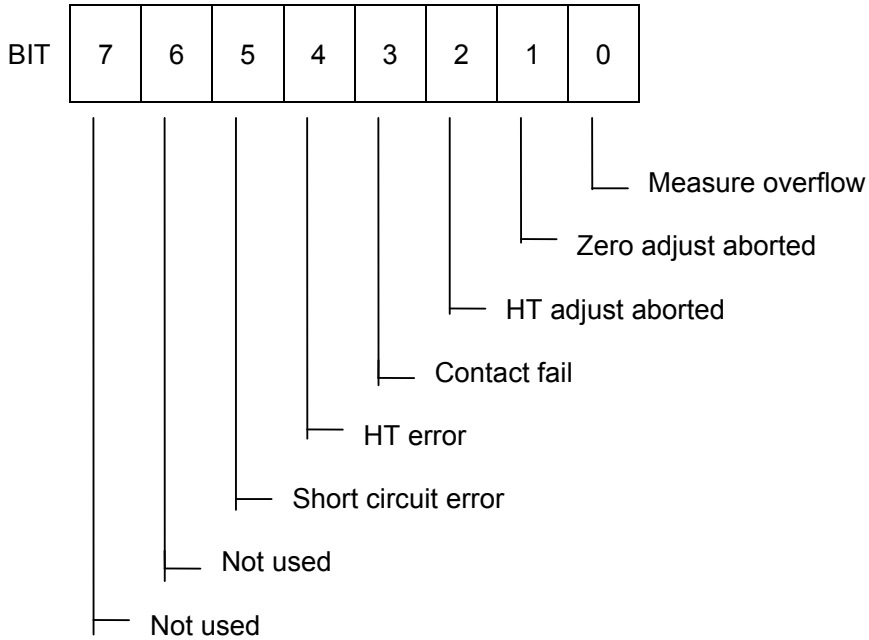 BIT 7 6 5 4 3 2 1 0
Measure overflow
Zero adjust aborted
HT adjust aborted
Contact fail
HT error
Short circuit error
Not used
Not used